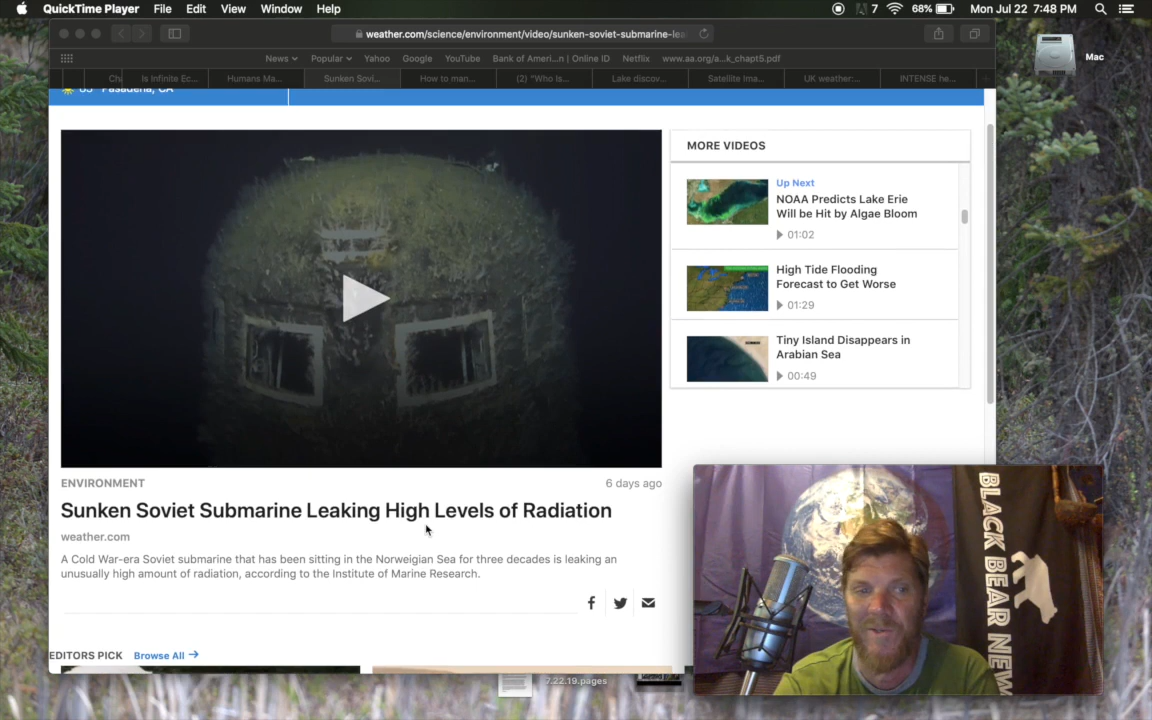 QuickTime Player File Edit View Window Help
7 68% Mon Jul 22 7:48 PM
weather.com/science/environment/video/sunken-soviet-submarine-lea
Mac
News Popular Yahoo Google YouTube Bank of Ameri...n | Online ID Netflix www.aa.org/a...k_chapt5.pdf
Ch Is Infinite Ec... Humans Ma... Sunken Sovi... How to man... (2) "Who Is... Lake discov... Satellite Ima... UK weather:... INTENSE he...
85° Pasadena, CA
MORE VIDEOS
Up Next
NOAA Predicts Lake Erie
Will be Hit by Algae Bloom
01:02
High Tide Flooding
Forecast to Get Worse
01:29
Tiny Island Disappears in
Arabian Sea
00:49
ENVIRONMENT 6 days ago
Sunken Soviet Submarine Leaking High Levels of Radiation
weather.com
A Cold War-era Soviet submarine that has been sitting in the Norweigian Sea for three decades is leaking an
unusually high amount of radiation, according to the Institute of Marine Research.
EDITORS PICK Browse All
7.22.19.pages
BLACK BEAR NEW